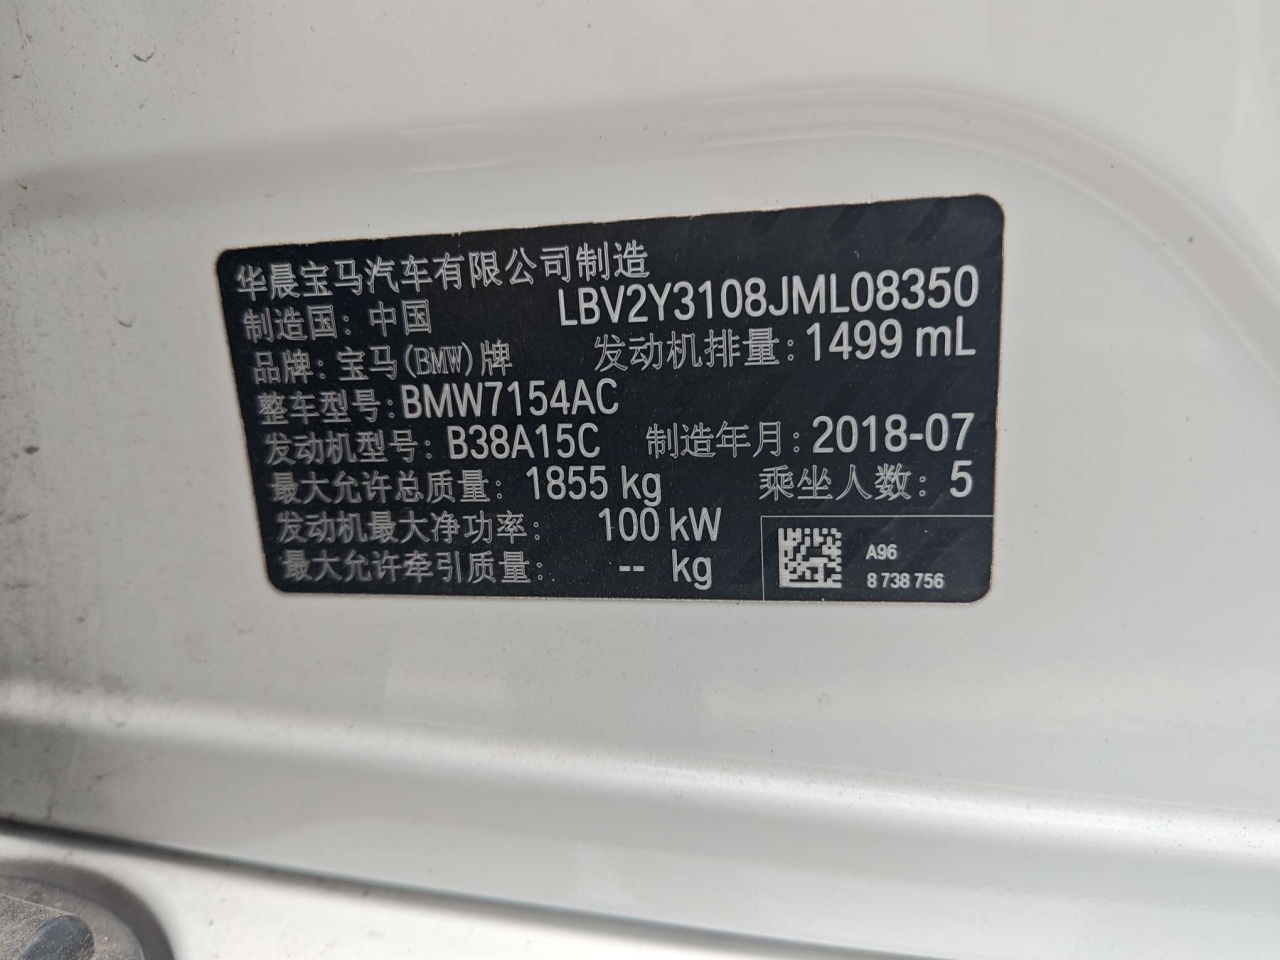 华晨宝马汽车有限公司制造
制造国: 中国 LBV2Y3108JML08350
品牌: 宝马(BMW)牌 发动机排量: 1499 mL
整车型号: BMW7154AC
发动机型号: B38A15C 制造年月: 2018-07
最大允许总质量: 1855 kg 乘坐人数: 5
发动机最大净功率: 100 kW
最大允许牵引质量: -- kg
A96
8 738 756